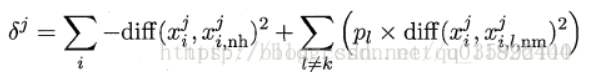 δ^j = ∑_i −diff(x_i^j, x_{i,nh}^j)^2 + ∑_{l≠k} (p_l × diff(x_i^j, x_{i,l,nm}^j)^2)